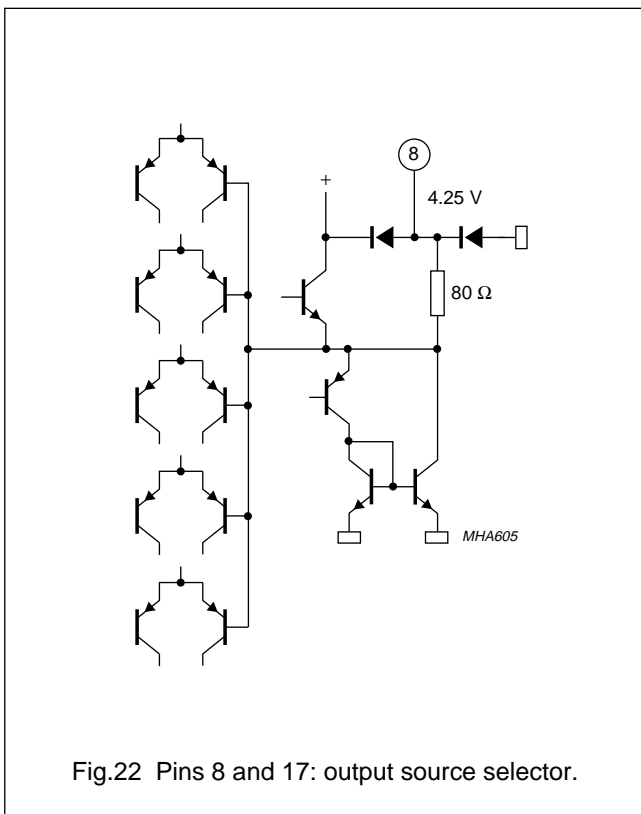 8
+
4.25 V
80 Ω
MHA605
Fig.22 Pins 8 and 17: output source selector.